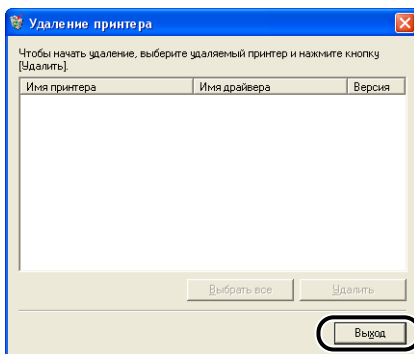 Удаление принтера
Чтобы начать удаление, выберите удаляемый принтер и нажмите кнопку
[Удалить].
Имя принтера Имя драйвера Версия
Выбрать все Удалить
Выход